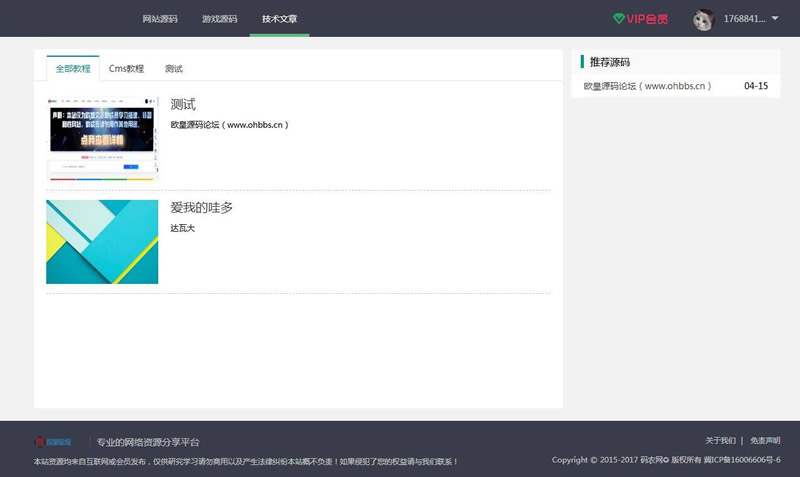 网站源码 游戏源码 技术文章 VIP会员 1768841...
全部教程 Cms教程 测试
推荐源码
欧皇源码论坛（www.ohbbs.cn） 04-15
测试
欧皇源码论坛（www.ohbbs.cn）
点我查看详情
爱我的哇多
达瓦大
专业的网络资源分享平台
关于我们 | 免责声明
本站资源均来自互联网或会员发布，仅供研究学习请勿商用以及产生法律纠纷本站概不负责！如果侵犯了您的权益请与我们联系！
Copyright © 2015-2017 码农网✪ 版权所有 冀ICP备16006606号-6